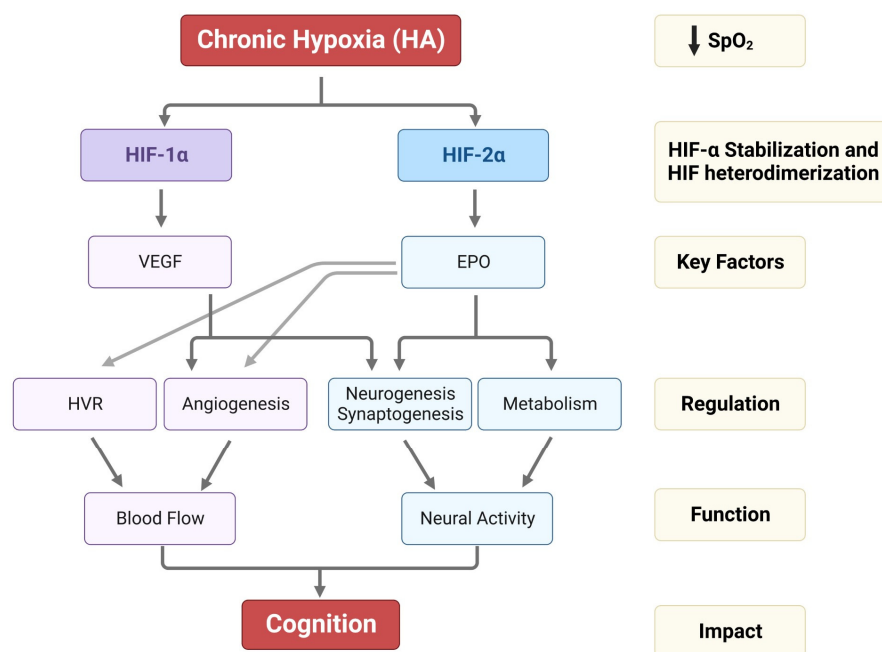 Chronic Hypoxia (HA)
↓ SpO₂
HIF-1α
HIF-2α
HIF-α Stabilization and
HIF heterodimerization
VEGF
EPO
Key Factors
HVR
Angiogenesis
Neurogenesis
Synaptogenesis
Metabolism
Regulation
Blood Flow
Neural Activity
Function
Cognition
Impact